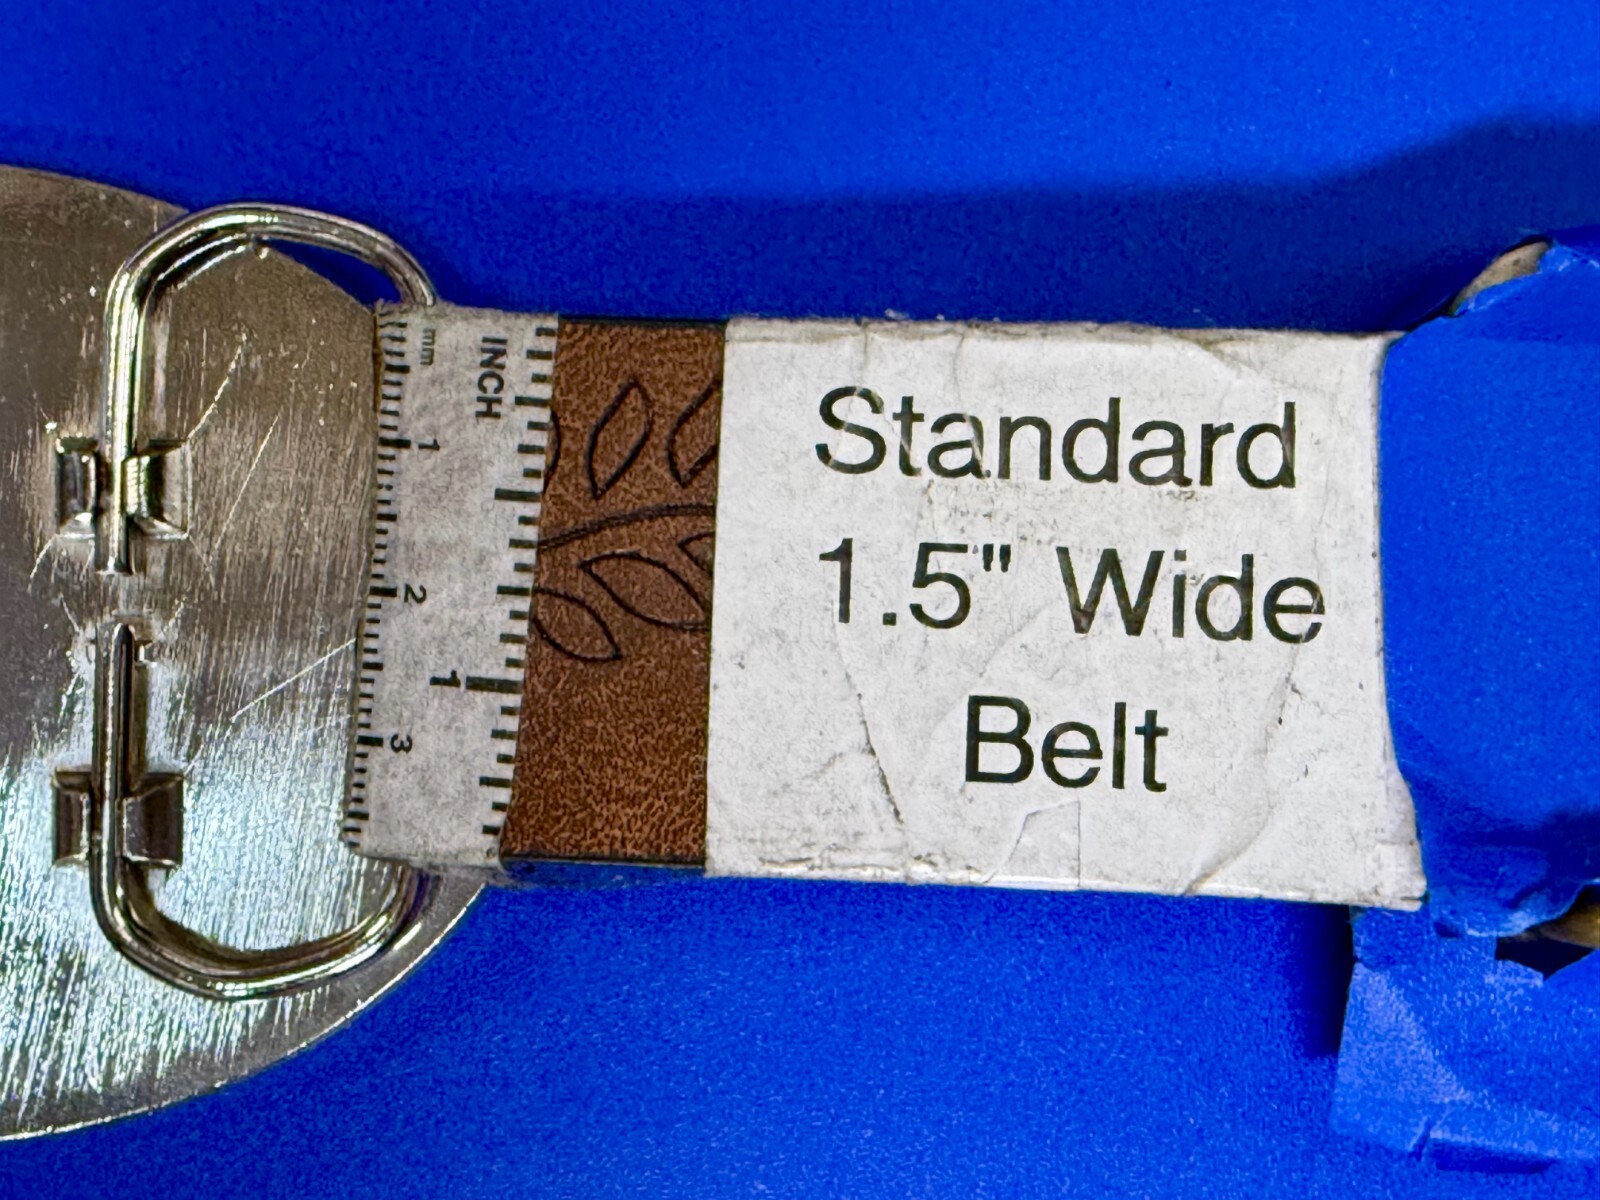 Standard
1.5" Wide
Belt
mm
INCH
1
2
3
1